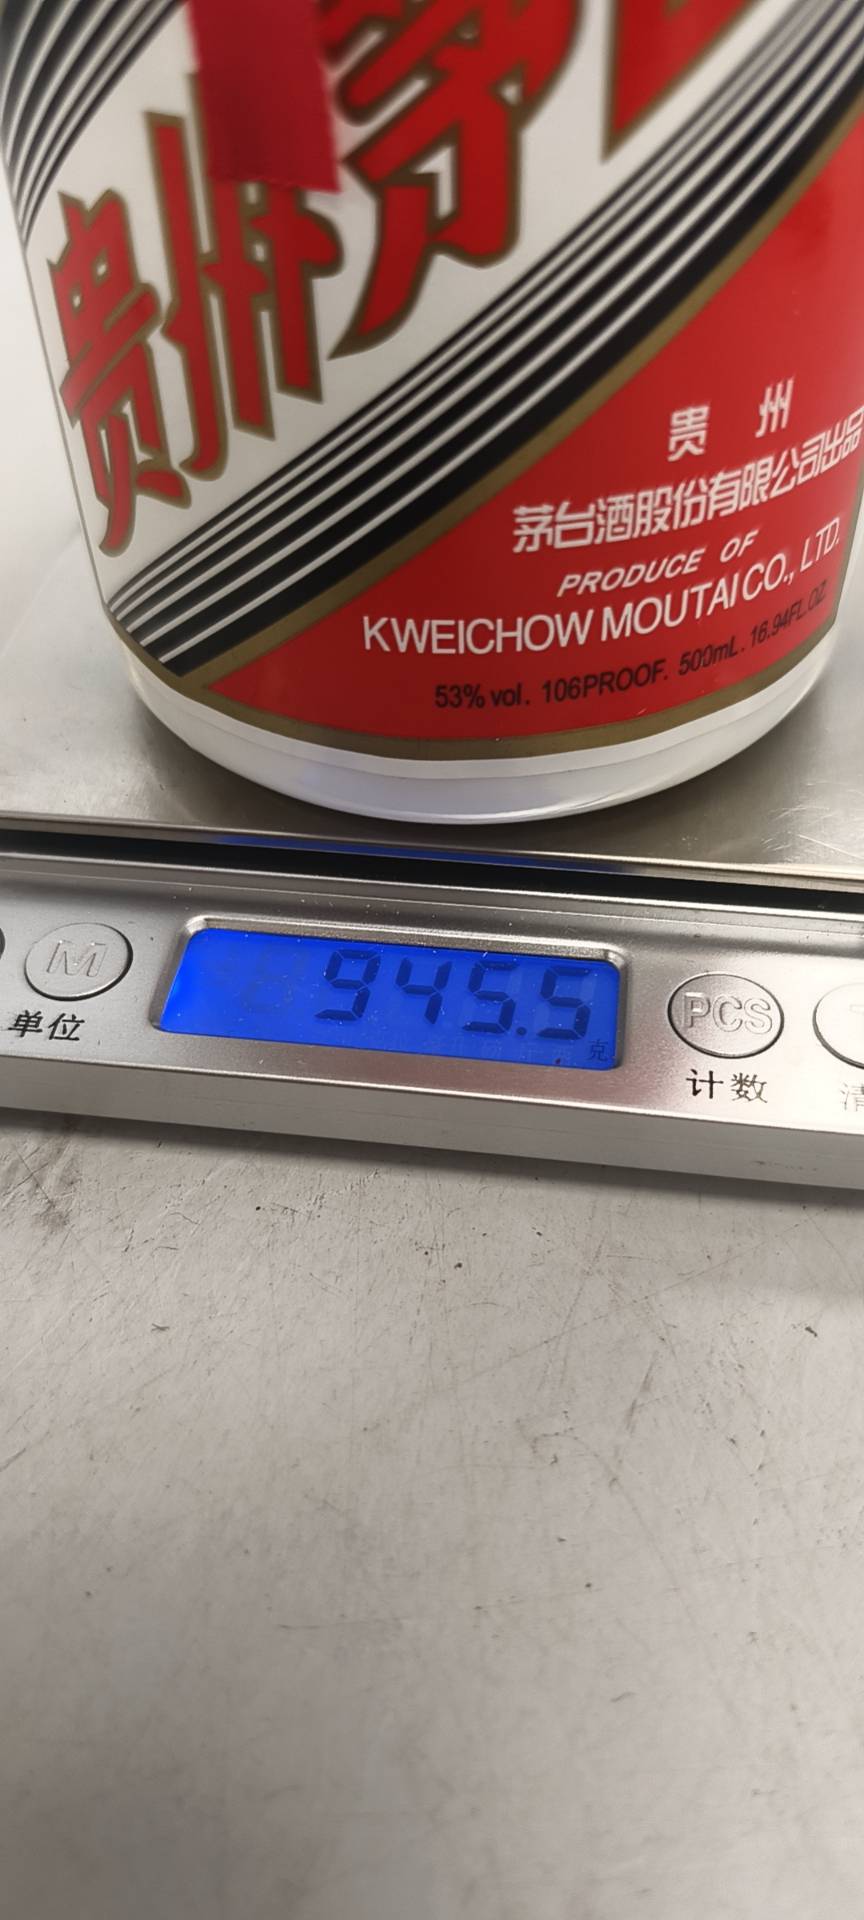 贵州茅
贵 州
茅台酒股份有限公司出品
PRODUCE OF
KWEICHOW MOUTAI CO., LTD.
53% vol. 106PROOF. 500mL. 16.94FL.OZ
M
单位
945.5
克
PCS
计数
清